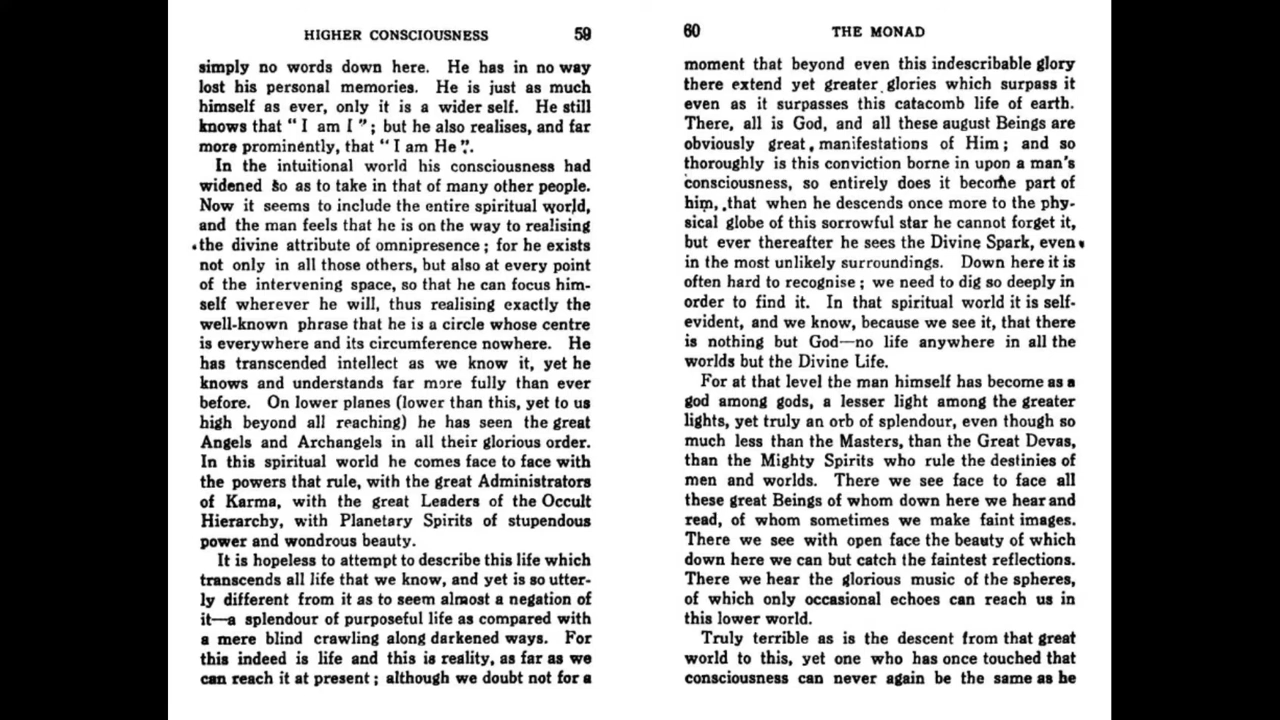 HIGHER CONSCIOUSNESS 59
simply no words down here. He has in no way
lost his personal memories. He is just as much
himself as ever, only it is a wider self. He still
knows that "I am I"; but he also realises, and far
more prominently, that "I am He".
In the intuitional world his consciousness had
widened so as to take in that of many other people.
Now it seems to include the entire spiritual world,
and the man feels that he is on the way to realising
the divine attribute of omnipresence; for he exists
not only in all those others, but also at every point
of the intervening space, so that he can focus him-
self wherever he will, thus realising exactly the
well-known phrase that he is a circle whose centre
is everywhere and its circumference nowhere. He
has transcended intellect as we know it, yet he
knows and understands far more fully than ever
before. On lower planes (lower than this, yet to us
high beyond all reaching) he has seen the great
Angels and Archangels in all their glorious order.
In this spiritual world he comes face to face with
the powers that rule, with the great Administrators
of Karma, with the great Leaders of the Occult
Hierarchy, with Planetary Spirits of stupendous
power and wondrous beauty.
It is hopeless to attempt to describe this life which
transcends all life that we know, and yet is so utter-
ly different from it as to seem almost a negation of
it—a splendour of purposeful life as compared with
a mere blind crawling along darkened ways. For
this indeed is life and this is reality, as far as we
can reach it at present; although we doubt not for a
60 THE MONAD
moment that beyond even this indescribable glory
there extend yet greater glories which surpass it
even as it surpasses this catacomb life of earth.
There, all is God, and all these august Beings are
obviously great manifestations of Him; and so
thoroughly is this conviction borne in upon a man's
consciousness, so entirely does it become part of
him, that when he descends once more to the phy-
sical globe of this sorrowful star he cannot forget it,
but ever thereafter he sees the Divine Spark, even
in the most unlikely surroundings. Down here it is
often hard to recognise; we need to dig so deeply in
order to find it. In that spiritual world it is self-
evident, and we know, because we see it, that there
is nothing but God—no life anywhere in all the
worlds but the Divine Life.
For at that level the man himself has become as a
god among gods, a lesser light among the greater
lights, yet truly an orb of splendour, even though so
much less than the Masters, than the Great Devas,
than the Mighty Spirits who rule the destinies of
men and worlds. There we see face to face all
these great Beings of whom down here we hear and
read, of whom sometimes we make faint images.
There we see with open face the beauty of which
down here we can but catch the faintest reflections.
There we hear the glorious music of the spheres,
of which only occasional echoes can reach us in
this lower world.
Truly terrible as is the descent from that great
world to this, yet one who has once touched that
consciousness can never again be the same as he